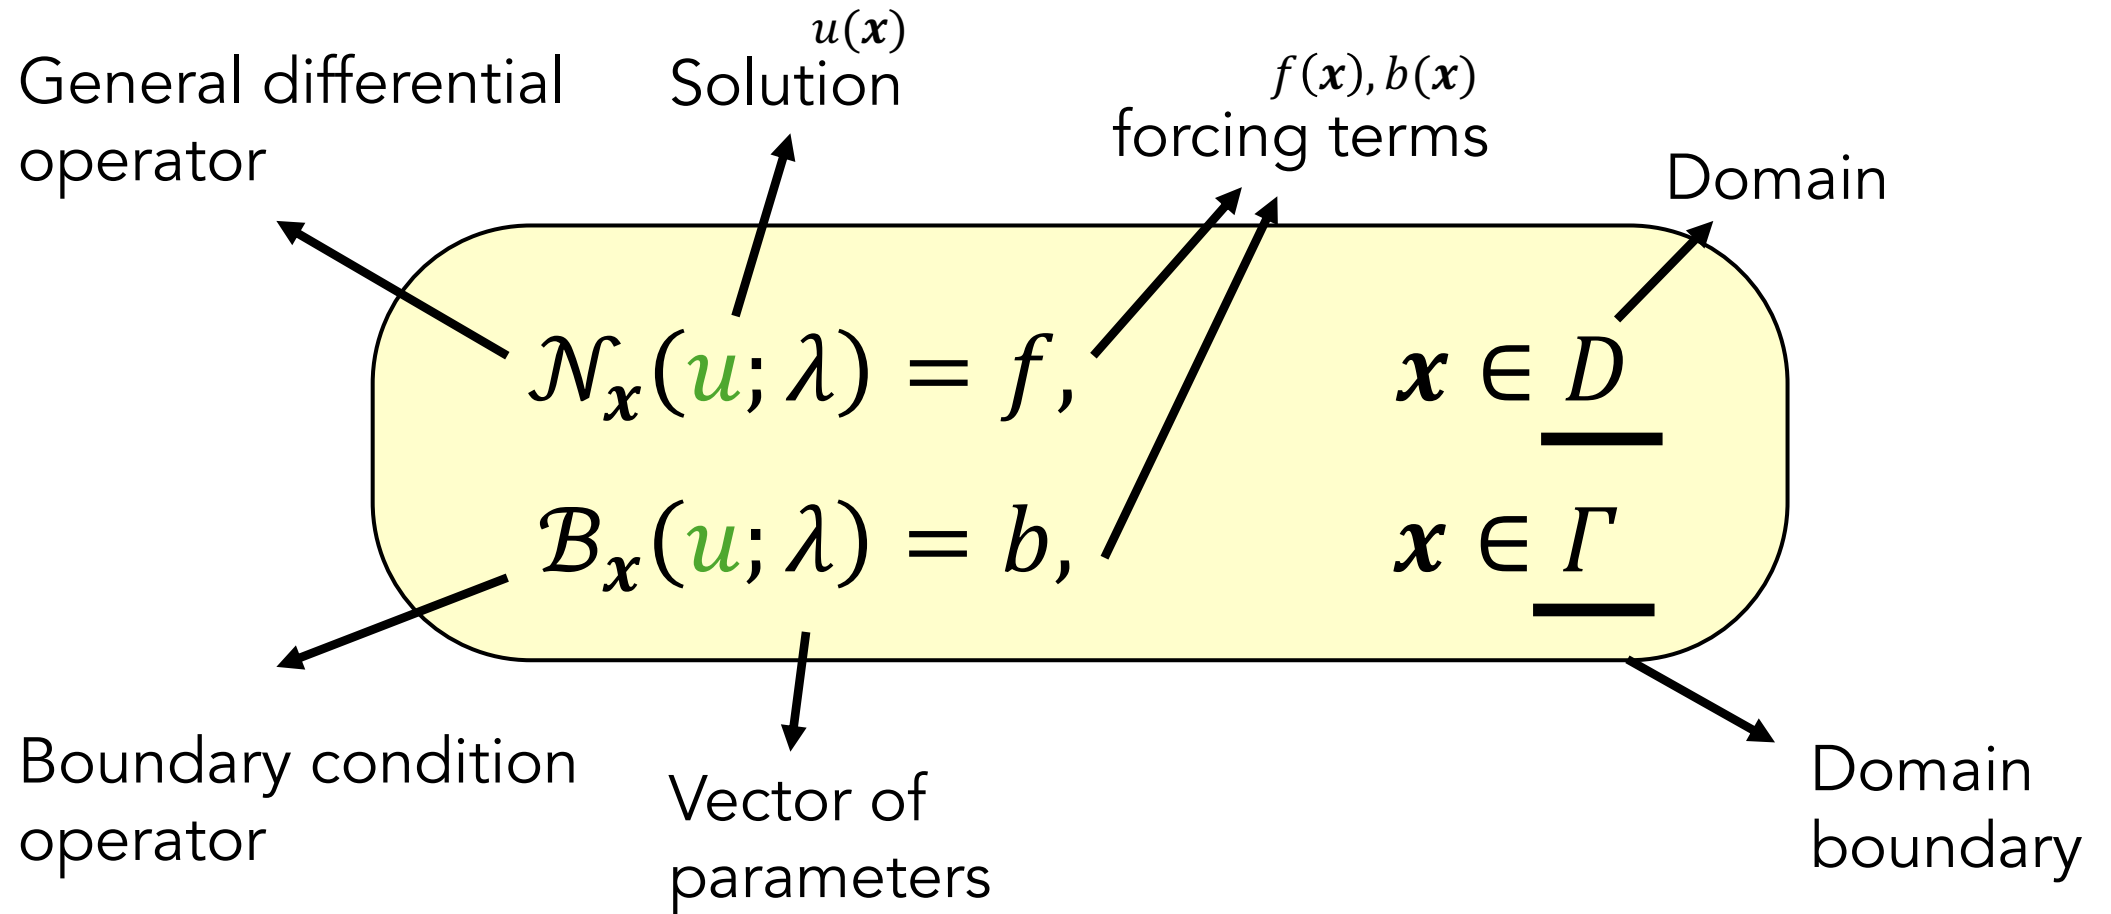 General differential
operator
Solution
u(x)
f(x), b(x)
forcing terms
Domain
𝒩ₓ(u; λ) = f, x ∈ D
ℬₓ(u; λ) = b, x ∈ Γ
Boundary condition
operator
Vector of
parameters
Domain
boundary